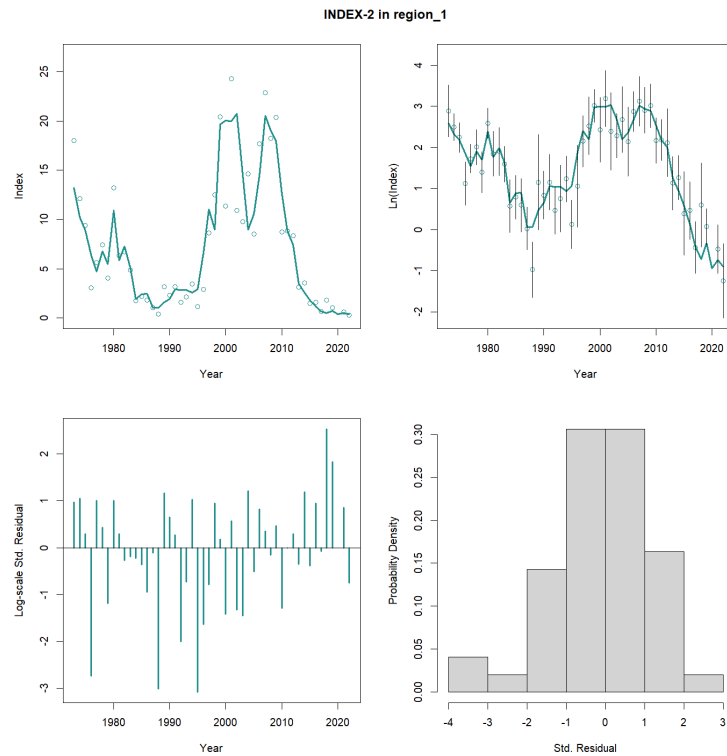 INDEX-2 in region_1
Index
25
20
15
10
5
0
1980 1990 2000 2010 2020
Year
Ln(Index)
4
3
2
1
0
-1
-2
1980 1990 2000 2010 2020
Year
Log-scale Std. Residual
2
1
0
-1
-2
-3
1980 1990 2000 2010 2020
Year
Probability Density
0.30
0.25
0.20
0.15
0.10
0.05
0.00
-4 -3 -2 -1 0 1 2 3
Std. Residual